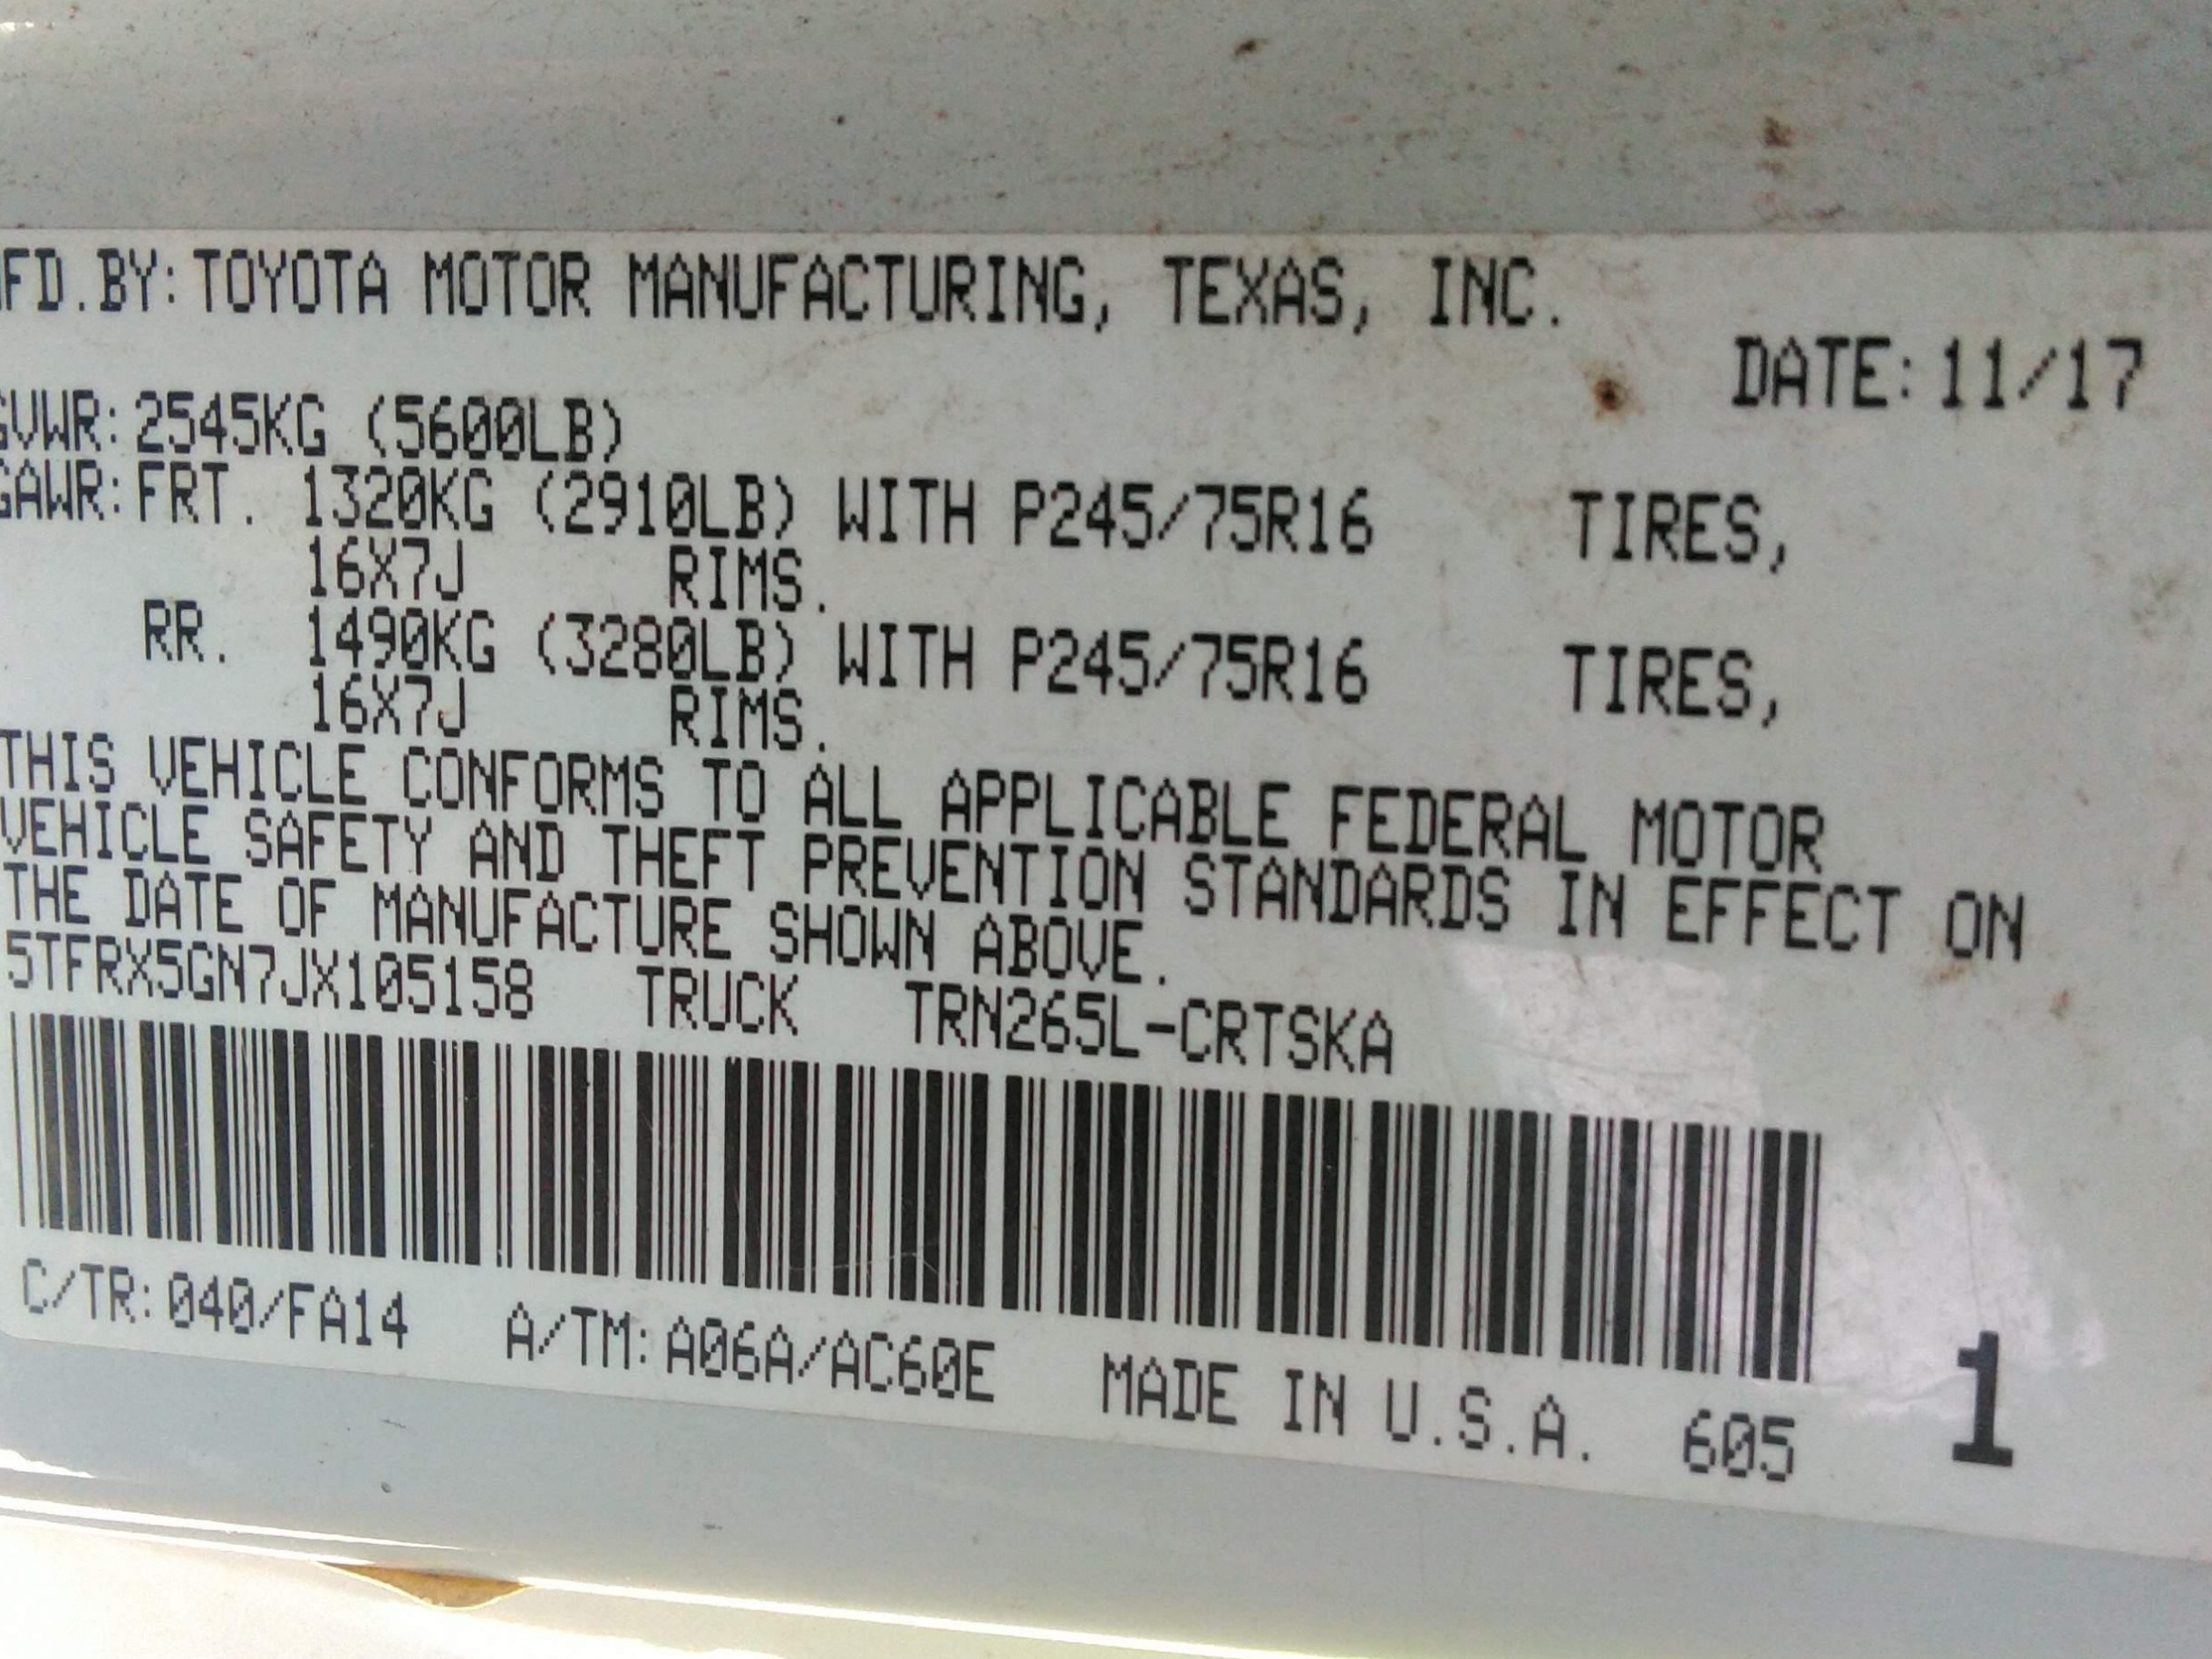 FD.BY: TOYOTA MOTOR MANUFACTURING, TEXAS, INC.
DATE: 11/17
GVWR: 2545KG (5600LB)
GAWR: FRT. 1320KG (2910LB) WITH P245/75R16 TIRES,
16X7J RIMS.
RR. 1490KG (3280LB) WITH P245/75R16 TIRES,
16X7J RIMS.
THIS VEHICLE CONFORMS TO ALL APPLICABLE FEDERAL MOTOR
VEHICLE SAFETY AND THEFT PREVENTION STANDARDS IN EFFECT ON
THE DATE OF MANUFACTURE SHOWN ABOVE.
5TFRX5GN7JX105158 TRUCK TRN265L-CRTSKA
C/TR: 040/FA14 A/TM: A06A/AC60E MADE IN U.S.A. 605
1